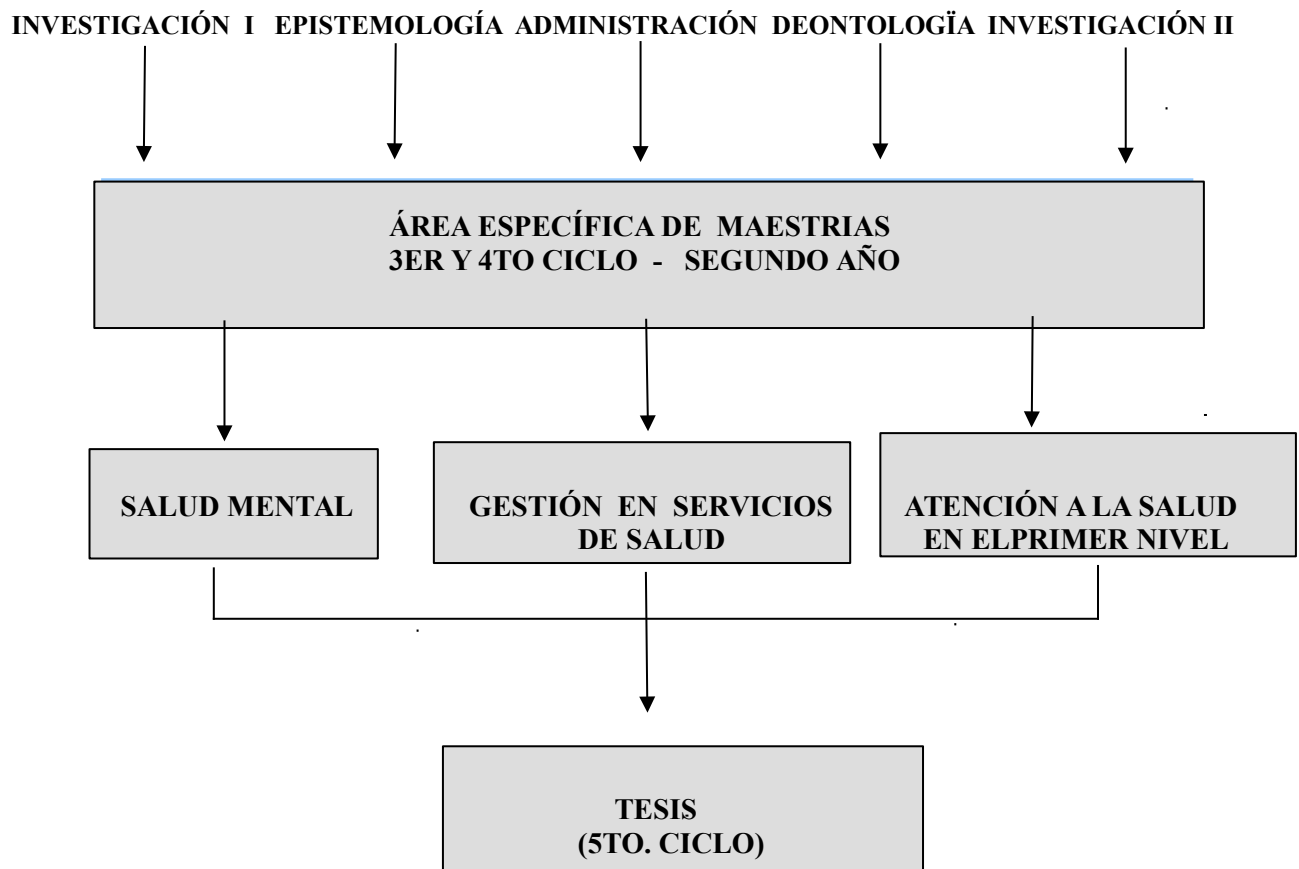 INVESTIGACIÓN I EPISTEMOLOGÍA ADMINISTRACIÓN DEONTOLOGÏA INVESTIGACIÓN II
ÁREA ESPECÍFICA DE MAESTRIAS
3ER Y 4TO CICLO - SEGUNDO AÑO
SALUD MENTAL
GESTIÓN EN SERVICIOS
DE SALUD
ATENCIÓN A LA SALUD
EN ELPRIMER NIVEL
TESIS
(5TO. CICLO)